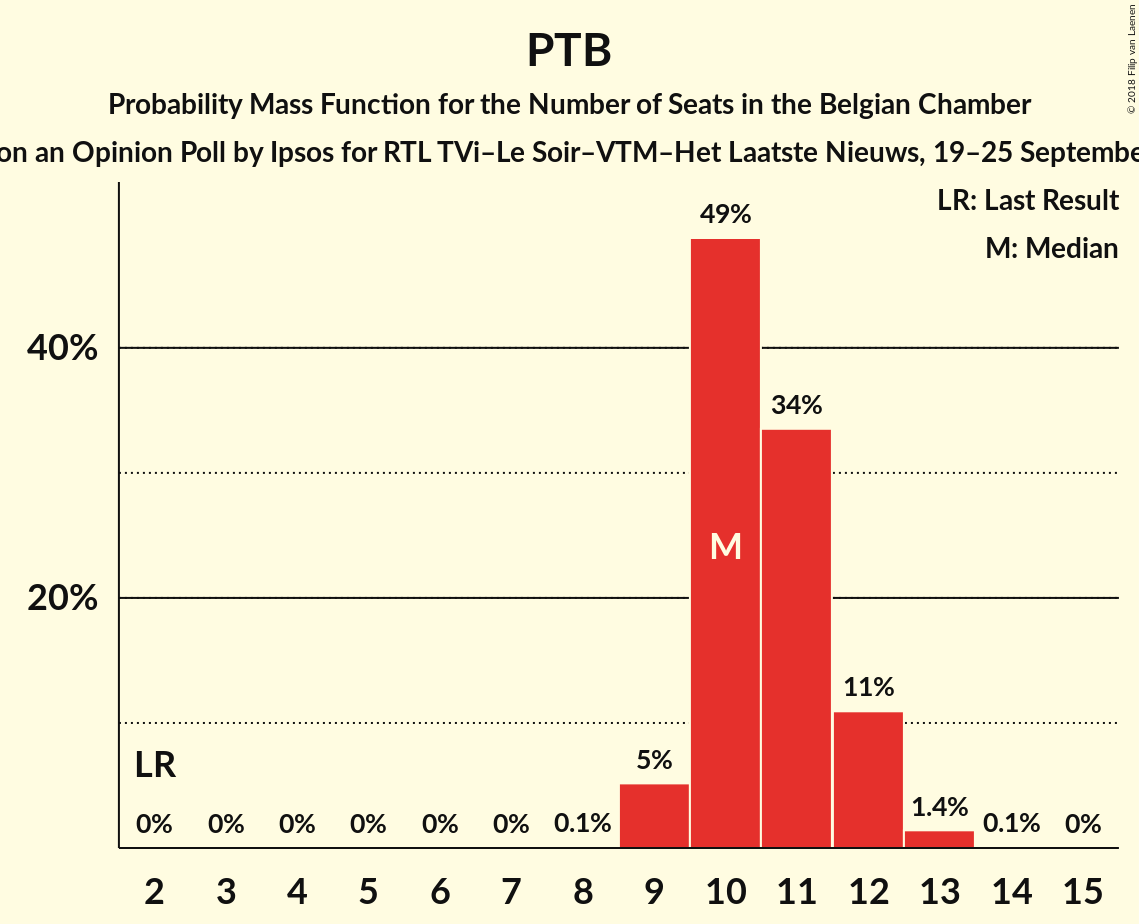 PTB
Probability Mass Function for the Number of Seats in the Belgian Chamber
on an Opinion Poll by Ipsos for RTL TVi–Le Soir–VTM–Het Laatste Nieuws, 19–25 Septembe
© 2018 Filip van Laenen
LR: Last Result
M: Median
49%
40%
34%
M
20%
11%
LR
5%
0% 0% 0% 0% 0% 0% 0.1% 1.4% 0.1% 0%
2 3 4 5 6 7 8 9 10 11 12 13 14 15